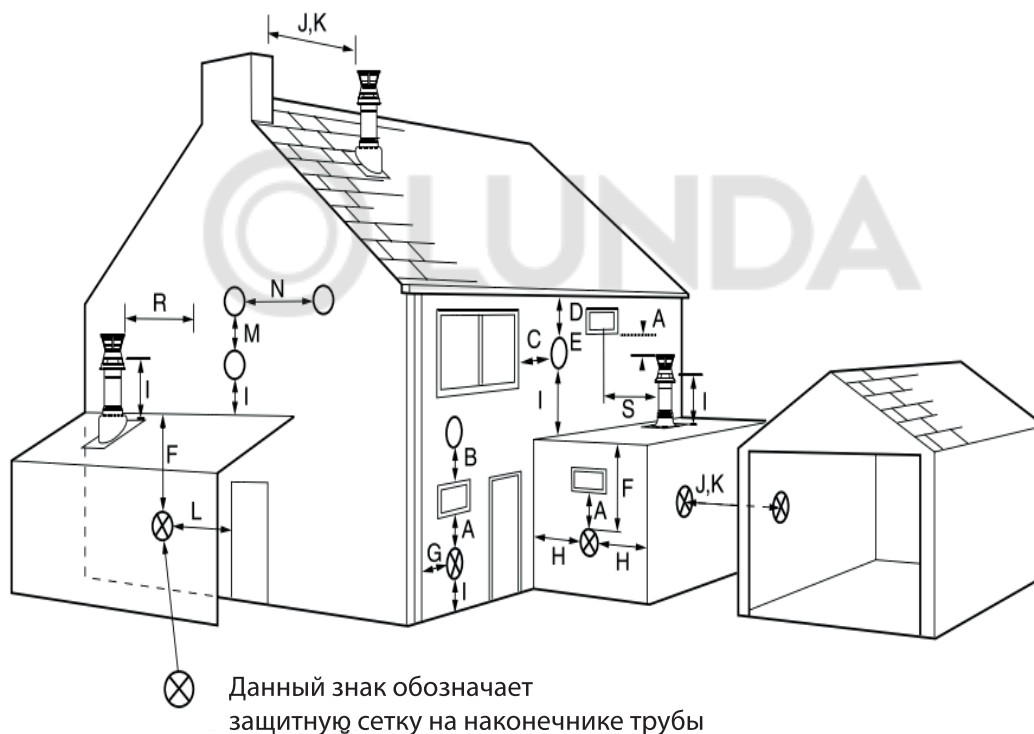 J,K
LUNDA
R
N
M
I
I
D
A
C
E
I
S
I
F
B
F
L
A
A
J,K
G
H
H
I
Данный знак обозначает
защитную сетку на наконечнике трубы